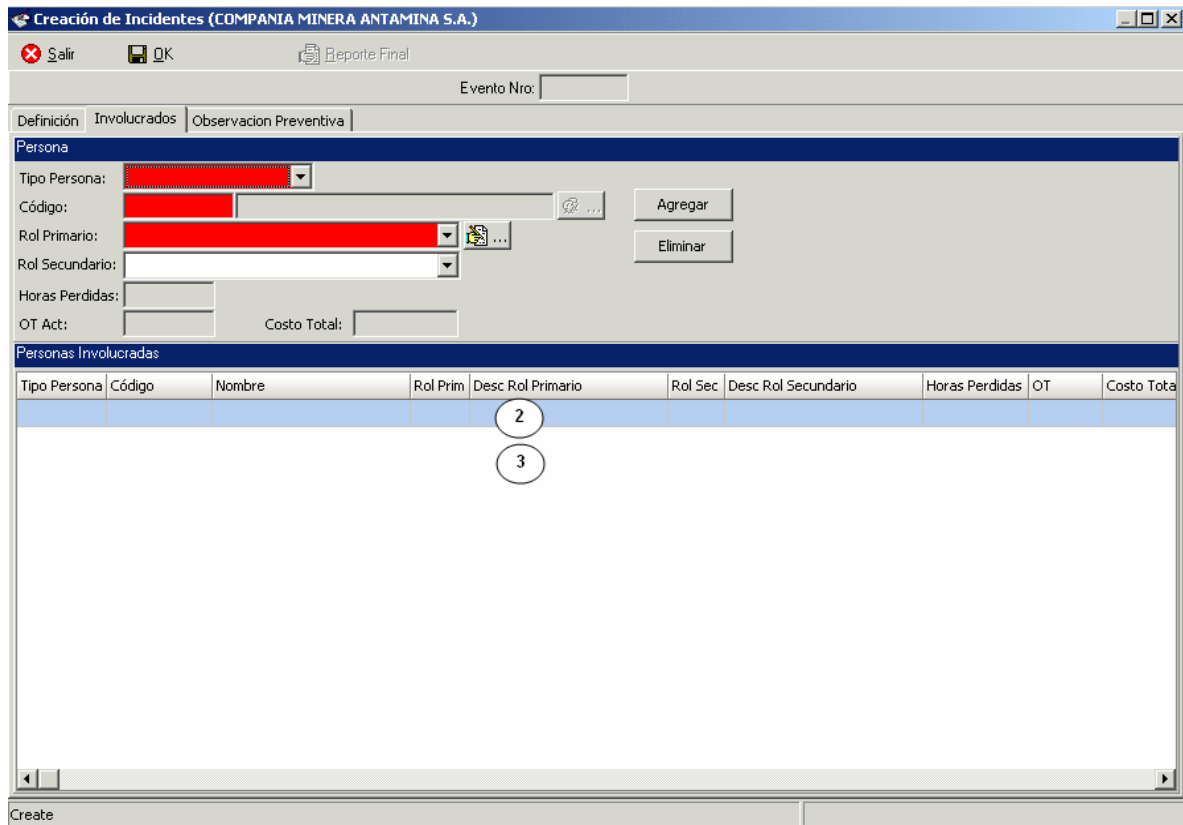 Creación de Incidentes (COMPANIA MINERA ANTAMINA S.A.)
Salir OK Reporte Final
Evento Nro:
Definición Involucrados Observacion Preventiva
Persona
Tipo Persona:
Código: ... Agregar
Rol Primario: ...
Eliminar
Rol Secundario:
Horas Perdidas:
OT Act: Costo Total:
Personas Involucradas
Tipo Persona Código Nombre Rol Prim Desc Rol Primario Rol Sec Desc Rol Secundario Horas Perdidas OT Costo Tota
2
3
Create